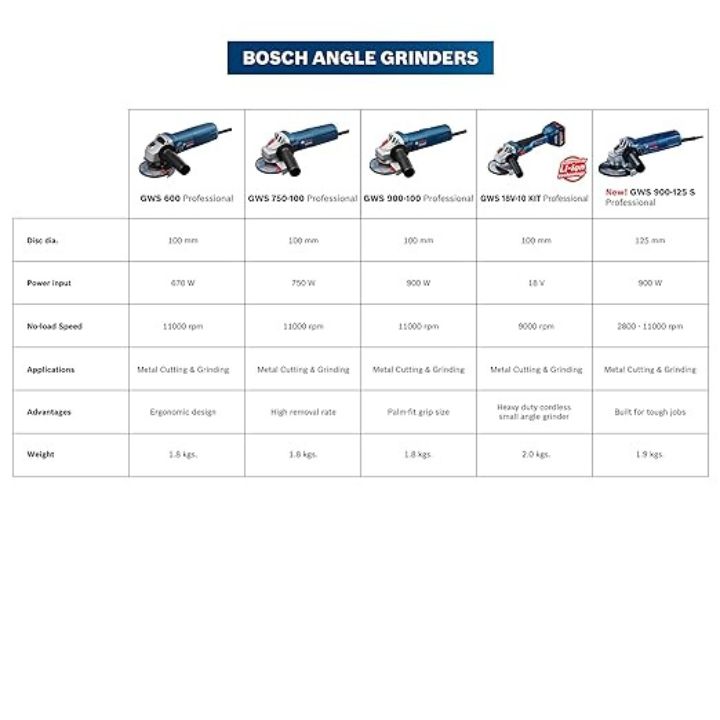 BOSCH ANGLE GRINDERS
Li-Ion
GWS 600 Professional
GWS 750-100 Professional
GWS 900-100 Professional
GWS 18V-10 KIT Professional
New! GWS 900-125 S
Professional
Disc dia. 100 mm 100 mm 100 mm 100 mm 125 mm
Power input 670 W 750 W 900 W 18 V 900 W
No-load Speed 11000 rpm 11000 rpm 11000 rpm 9000 rpm 2800 - 11000 rpm
Applications Metal Cutting & Grinding Metal Cutting & Grinding Metal Cutting & Grinding Metal Cutting & Grinding Metal Cutting & Grinding
Advantages Ergonomic design High removal rate Palm-fit grip size Heavy duty cordless
small angle grinder Built for tough jobs
Weight 1.8 kgs. 1.8 kgs. 1.8 kgs. 2.0 kgs. 1.9 kgs.